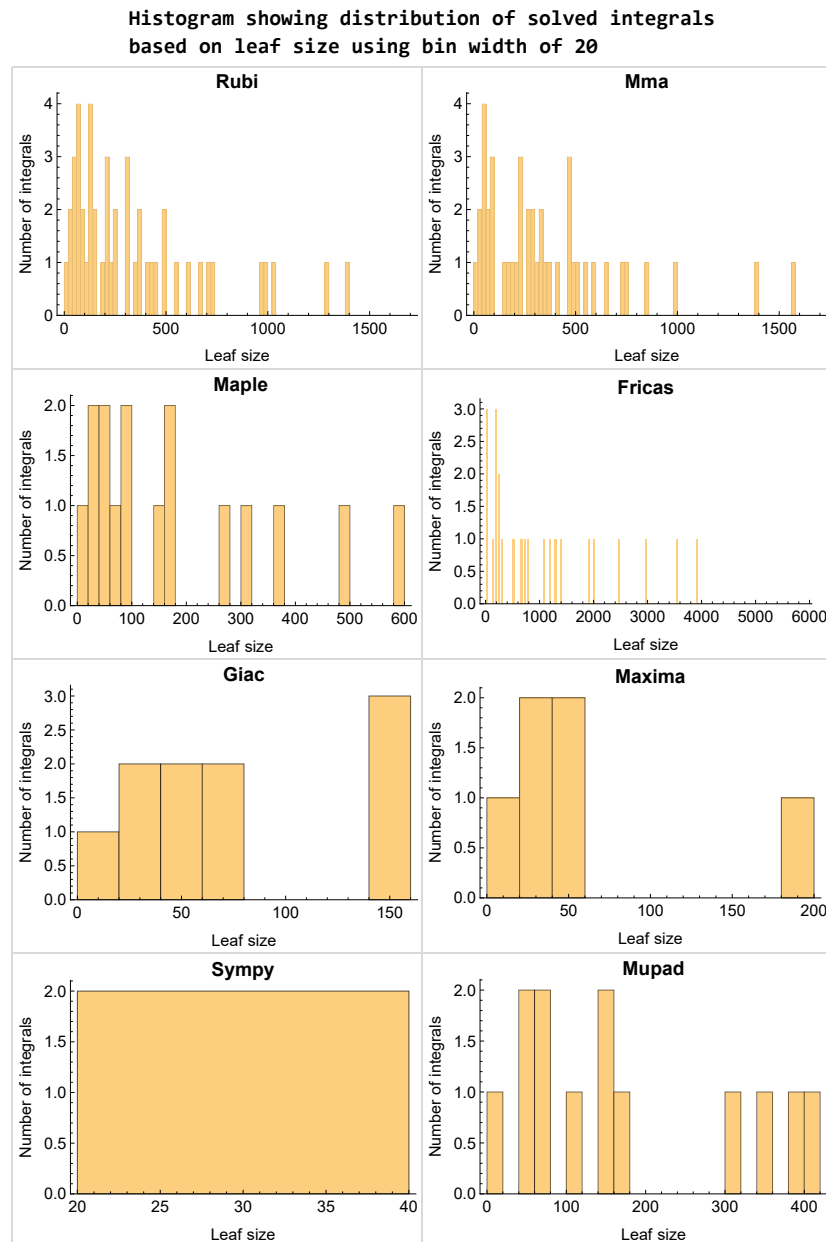 Histogram showing distribution of solved integrals
based on leaf size using bin width of 20
Rubi
Number of integrals
4
3
2
1
0
0 500 1000 1500
Leaf size
Mma
Number of integrals
4
3
2
1
0
0 500 1000 1500
Leaf size
Maple
Number of integrals
2.0
1.5
1.0
0.5
0.0
0 100 200 300 400 500 600
Leaf size
Fricas
Number of integrals
3.0
2.5
2.0
1.5
1.0
0.5
0.0
0 1000 2000 3000 4000 5000 6000
Leaf size
Giac
Number of integrals
3.0
2.5
2.0
1.5
1.0
0.5
0.0
0 50 100 150
Leaf size
Maxima
Number of integrals
2.0
1.5
1.0
0.5
0.0
0 50 100 150 200
Leaf size
Sympy
Number of integrals
2.0
1.5
1.0
0.5
0.0
20 25 30 35 40
Leaf size
Mupad
Number of integrals
2.0
1.5
1.0
0.5
0.0
0 100 200 300 400
Leaf size